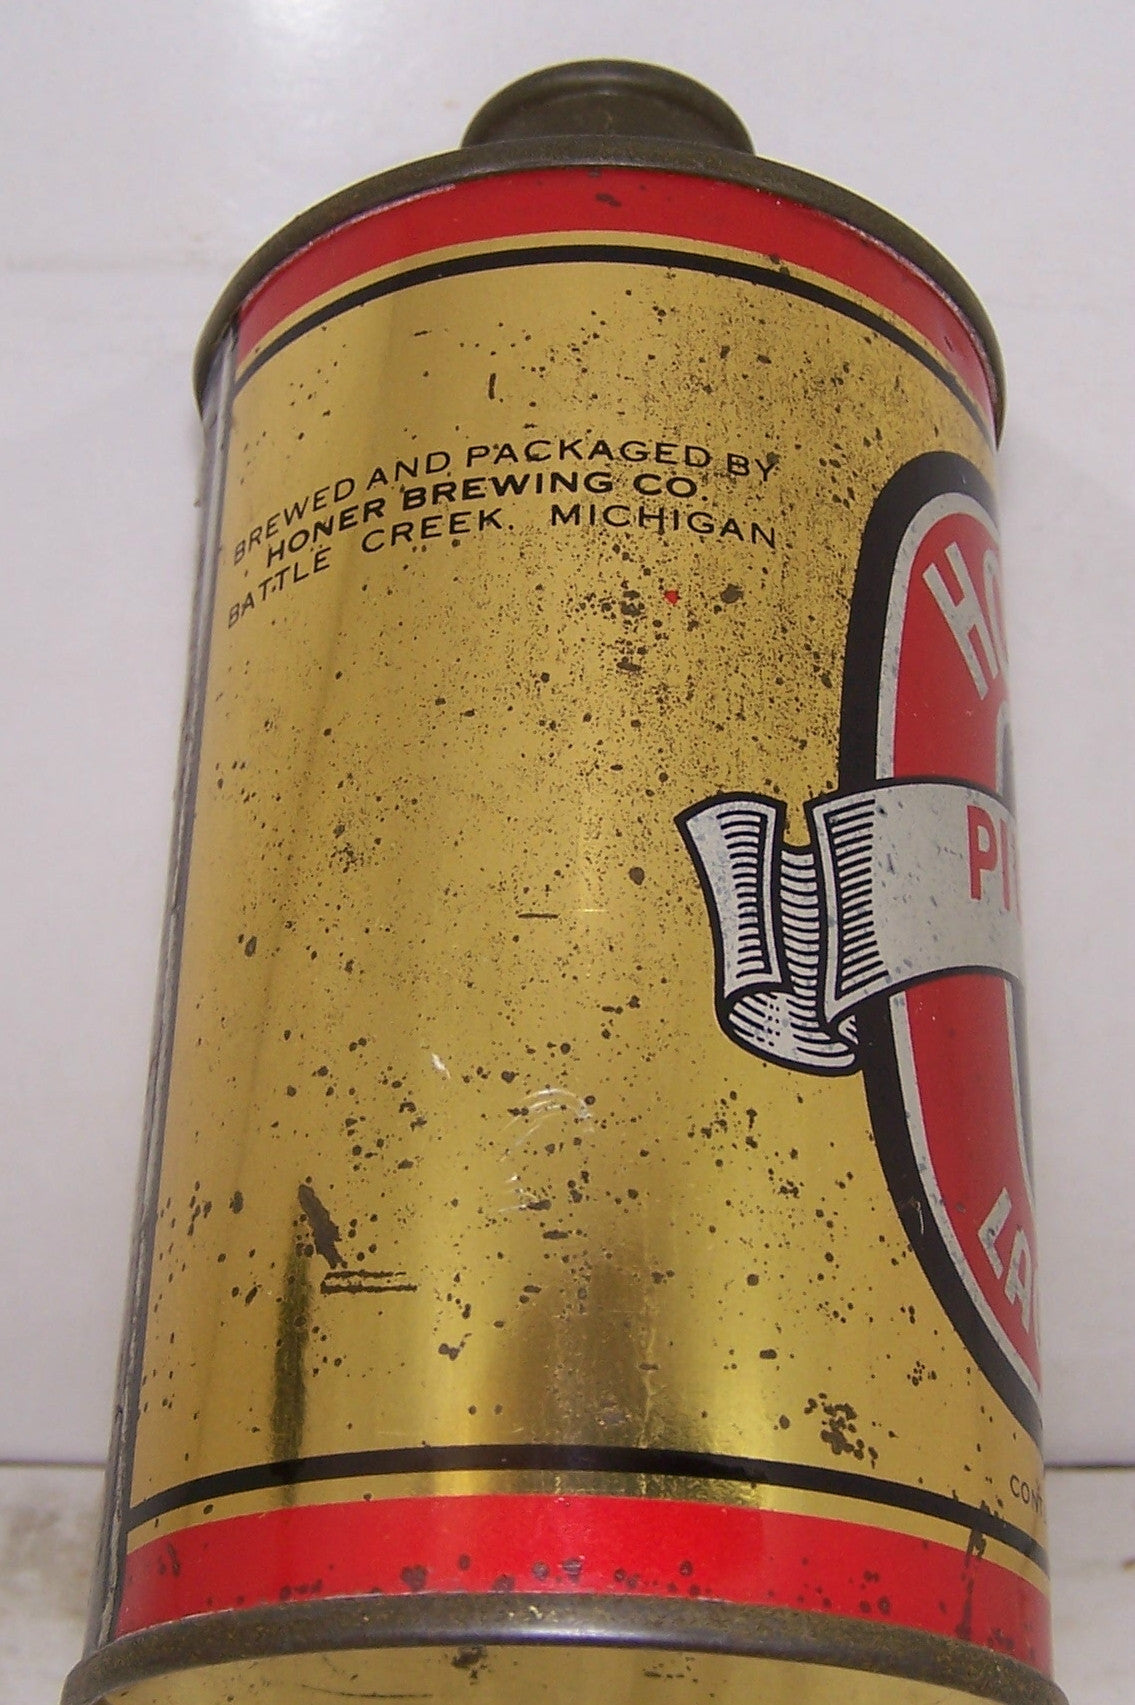 BREWED AND PACKAGED BY
HONER BREWING CO.
BATTLE CREEK, MICHIGAN